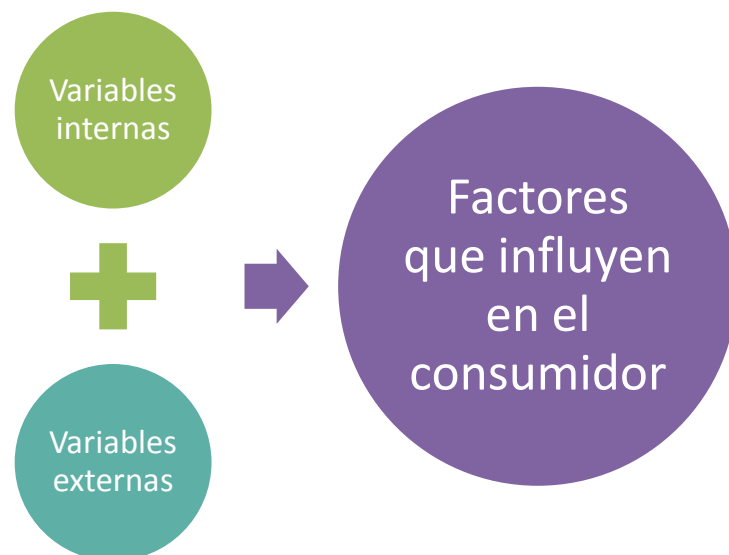 Variables
internas
Variables
externas
Factores
que influyen
en el
consumidor